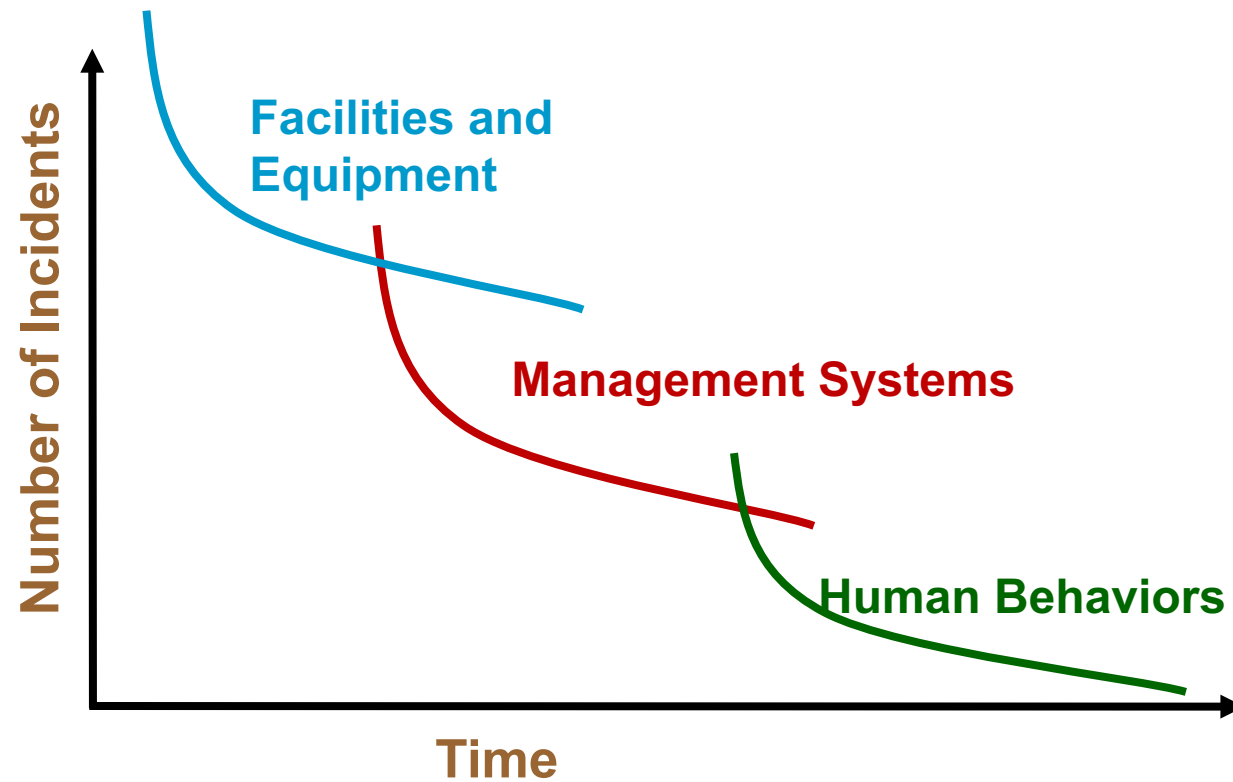 Number of Incidents
Facilities and
Equipment
Management Systems
Human Behaviors
Time